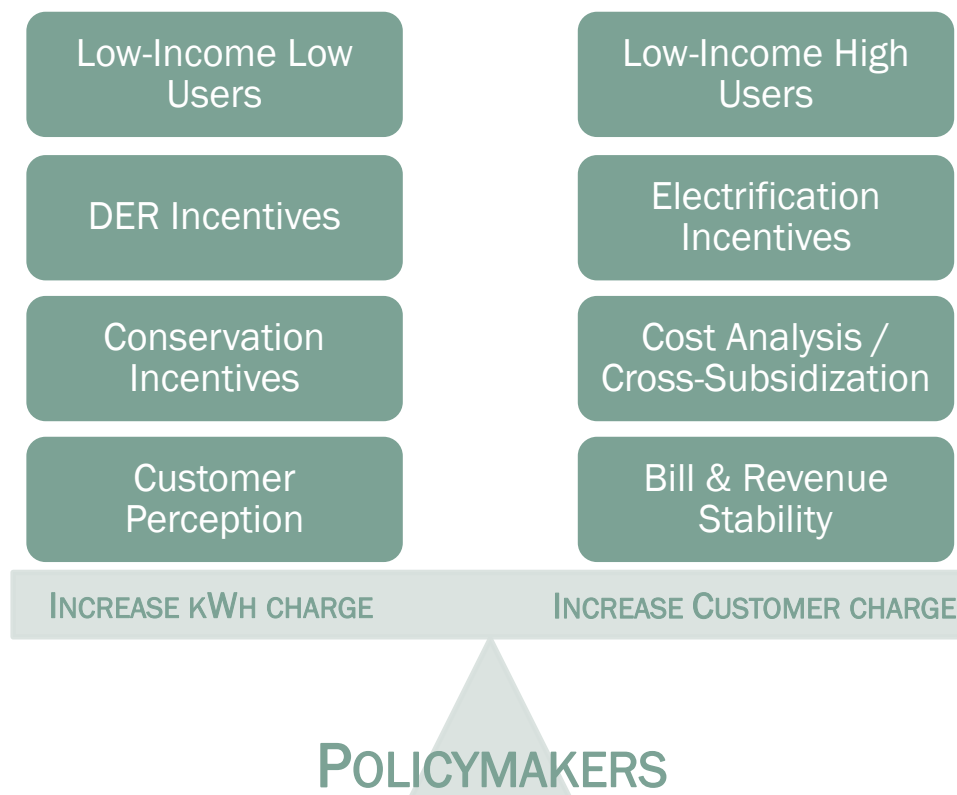 Low-Income Low
Users
DER Incentives
Conservation
Incentives
Customer
Perception
Low-Income High
Users
Electrification
Incentives
Cost Analysis /
Cross-Subsidization
Bill & Revenue
Stability
INCREASE KWH CHARGE
INCREASE CUSTOMER CHARGE
POLICYMAKERS